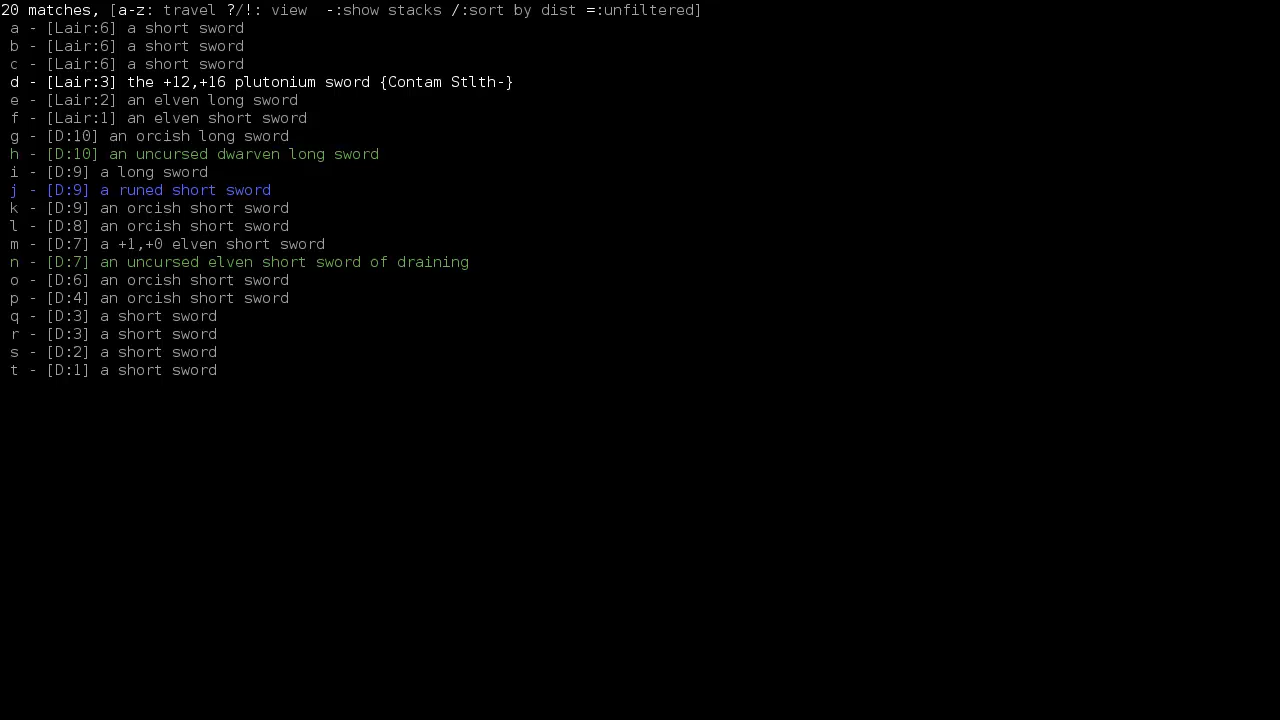 20 matches, [a-z: travel ?/!: view  -:show stacks /:sort by dist =:unfiltered]
a - [Lair:6] a short sword
b - [Lair:6] a short sword
c - [Lair:6] a short sword
d - [Lair:3] the +12,+16 plutonium sword {Contam Stlth-}
e - [Lair:2] an elven long sword
f - [Lair:1] an elven short sword
g - [D:10] an orcish long sword
h - [D:10] an uncursed dwarven long sword
i - [D:9] a long sword
j - [D:9] a runed short sword
k - [D:9] an orcish short sword
l - [D:8] an orcish short sword
m - [D:7] a +1,+0 elven short sword
n - [D:7] an uncursed elven short sword of draining
o - [D:6] an orcish short sword
p - [D:4] an orcish short sword
q - [D:3] a short sword
r - [D:3] a short sword
s - [D:2] a short sword
t - [D:1] a short sword